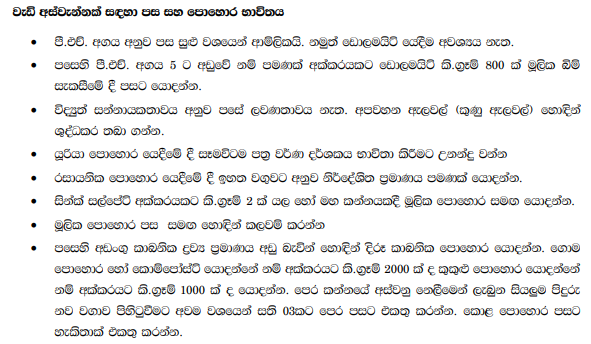 වැඩි අස්වැන්නක් සඳහා පස සහ පොහොර භාවිතය
• පී.එච්. අගය අනුව පස සුළු වශයෙන් ආම්ලිකයි. නමුත් ඩොලමයිට් යෙදීම අවශ්‍යය නැත.
• පසෙහි පී.එච්. අගය 5 ට අඩුවේ නම් පමණක් අක්කරයකට ඩොලමයිට් කි.ග්‍රෑම් 800 ක් මූලික බිම්
සැකසීමේ දී පසට යොදන්න.
• විද්‍යුත් සන්නායකතාවය අනුව පසේ ලවණතාවය නැත. අපවහන ඇලවල් (කුණු ඇලවල්) හොඳින්
ශුද්ධකර තබා ගන්න.
• යූරියා පොහොර යෙදීමේ දී සෑමවිටම පත්‍ර වර්ණ දර්ශකය භාවිතා කිරීමට උනන්දු වන්න
• රසායනික පොහොර යෙදීමේ දී ඉහත වගුවට අනුව නිර්දේශිත ප්‍රමාණය පමණක් යොදන්න.
• සින්ක් සල්පේට් අක්කරයකට කි.ග්‍රෑම් 2 ක් යල හෝ මහ කන්නයකදී මූලික පොහොර සමඟ යොදන්න.
• මූලික පොහොර පස සමඟ හොඳින් කලවම් කරන්න
• පසෙහි අඩංගු කාබනික ද්‍රව්‍ය ප්‍රමාණය අඩු බැවින් හොඳින් දිරූ කාබනික පොහොර යොදන්න. ගොම
පොහොර හෝ කොම්පෝස්ට් යොදන්නේ නම් අක්කරයට කි.ග්‍රෑම් 2000 ක් ද කුකුළු පොහොර යොදන්නේ
නම් අක්කරයට කි.ග්‍රෑම් 1000 ක් ද යොදන්න. පෙර කන්නයේ අස්වනු නෙලීමෙන් ලැබුන සියලුම පිදුරු
නව වගාව පිහිටුවීමට අවම වශයෙන් සති 03කට පෙර පසට එකතු කරන්න. කොළ පොහොර පසට
හැකිතාක් එකතු කරන්න.